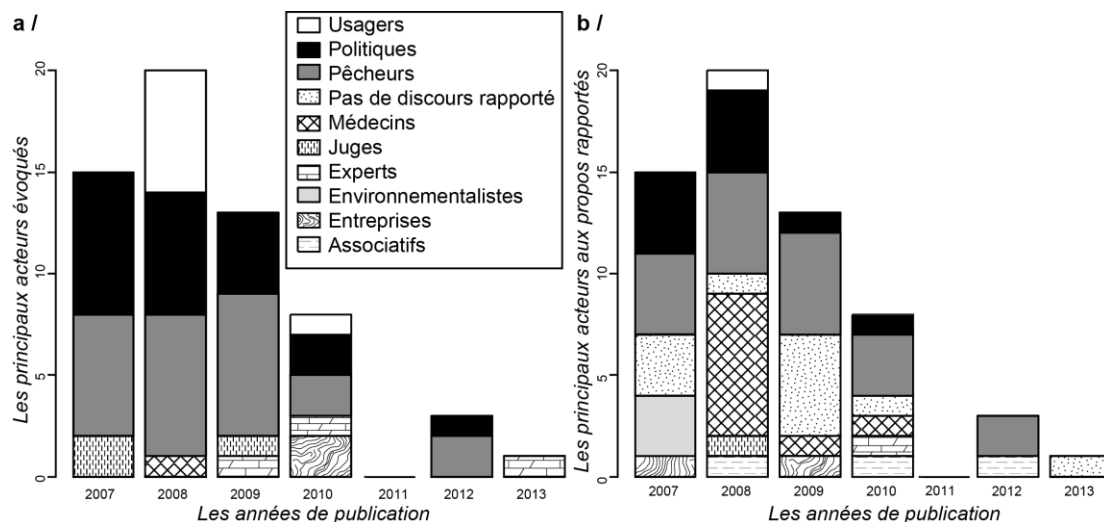 a /
Les principaux acteurs évoqués
20
15
10
5
0
2007 2008 2009 2010 2011 2012 2013
Les années de publication
Usagers
Politiques
Pêcheurs
Pas de discours rapporté
Médecins
Juges
Experts
Environnementalistes
Entreprises
Associatifs
b /
Les principaux acteurs aux propos rapportés
20
15
10
5
0
2007 2008 2009 2010 2011 2012 2013
Les années de publication